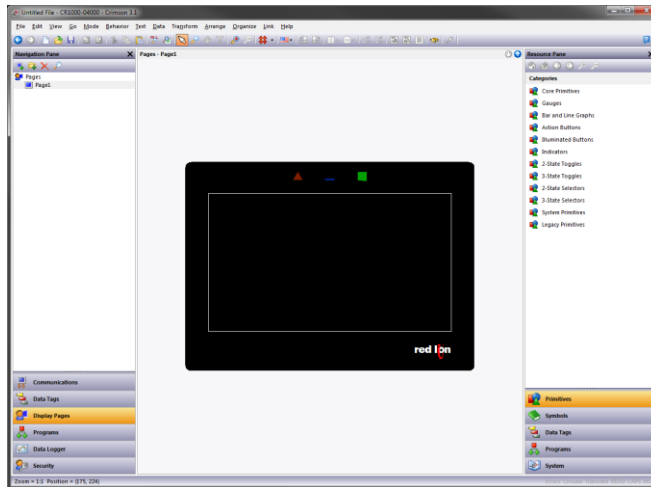 Untitled File - CR1000-04000 - Crimson 3.1
File Edit View Go Mode Behavior Text Data Transform Arrange Organize Link Help
Navigation Pane
Pages - Page1
Resource Pane
Pages
Page1
Categories
Core Primitives
Gauges
Bar and Line Graphs
Action Buttons
Illuminated Buttons
Indicators
2-State Toggles
3-State Toggles
2-State Selectors
3-State Selectors
System Primitives
Legacy Primitives
red lion
Communications
Data Tags
Display Pages
Programs
Data Logger
Security
Primitives
Symbols
Data Tags
Programs
System
Zoom = 1:1 Position = (175, 224)